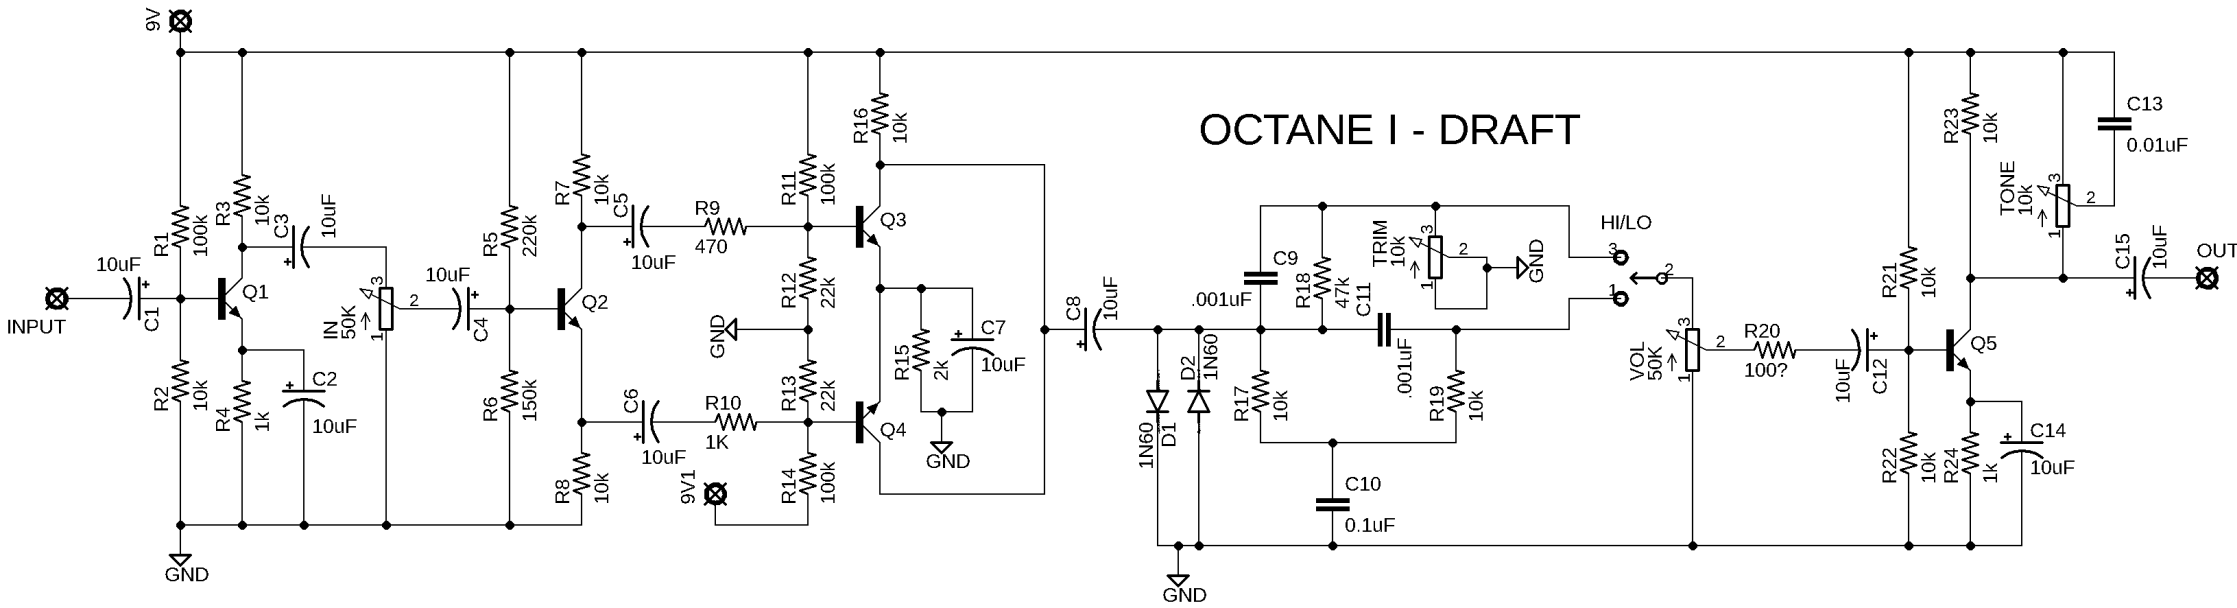 9V
OCTANE I - DRAFT
INPUT
10uF
C1
R1
100k
R2
10k
GND
R3
10k
C3
10uF
Q1
R4
1k
C2
10uF
IN
50K
3
2
1
10uF
C4
R5
220k
R6
150k
R7
10k
Q2
R8
10k
C5
10uF
R9
470
C6
10uF
R10
1K
9V1
R11
100k
R12
22k
GND
R13
22k
R14
100k
R16
10k
Q3
Q4
R15
2k
C7
10uF
GND
C8
10uF
1N60
D1
D2
1N60
GND
C9
.001uF
R18
47k
C11
.001uF
R17
10k
R19
10k
C10
0.1uF
TRIM
10k
3
2
1
GND
HI/LO
3
2
1
VOL
50K
3
2
1
R20
100?
10uF
C12
R21
10k
R22
10k
R23
10k
Q5
R24
1k
C14
10uF
TONE
10k
3
2
1
C13
0.01uF
C15
10uF
OUT